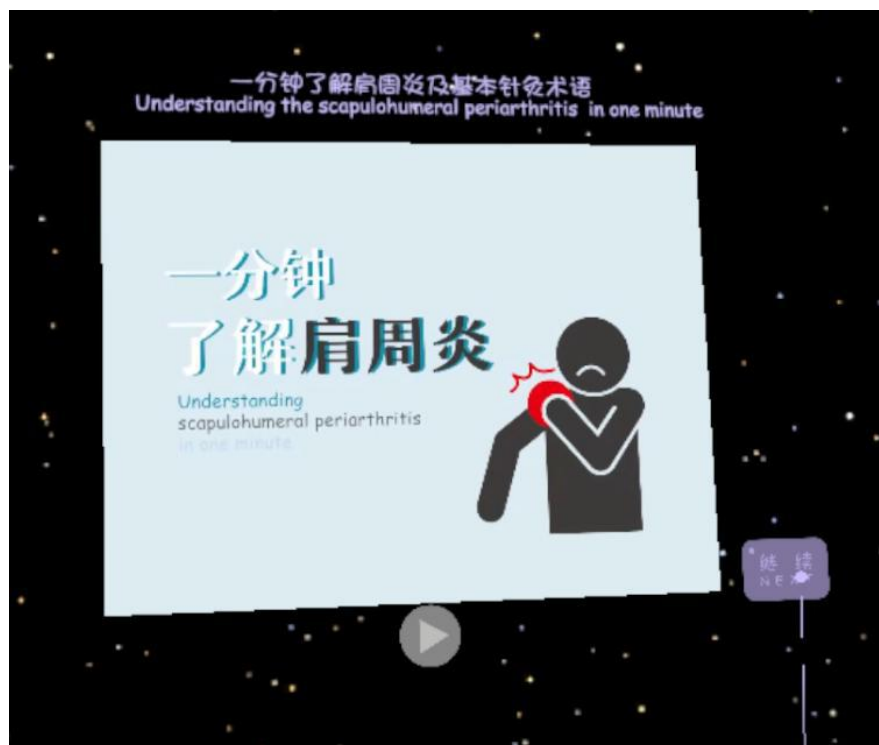 一分钟了解肩周炎及基本针灸术语
Understanding the scapulohumeral periarthritis in one minute
一分钟
了解肩周炎
Understanding
scapulohumeral periarthritis
in one minute
继续
NEXT